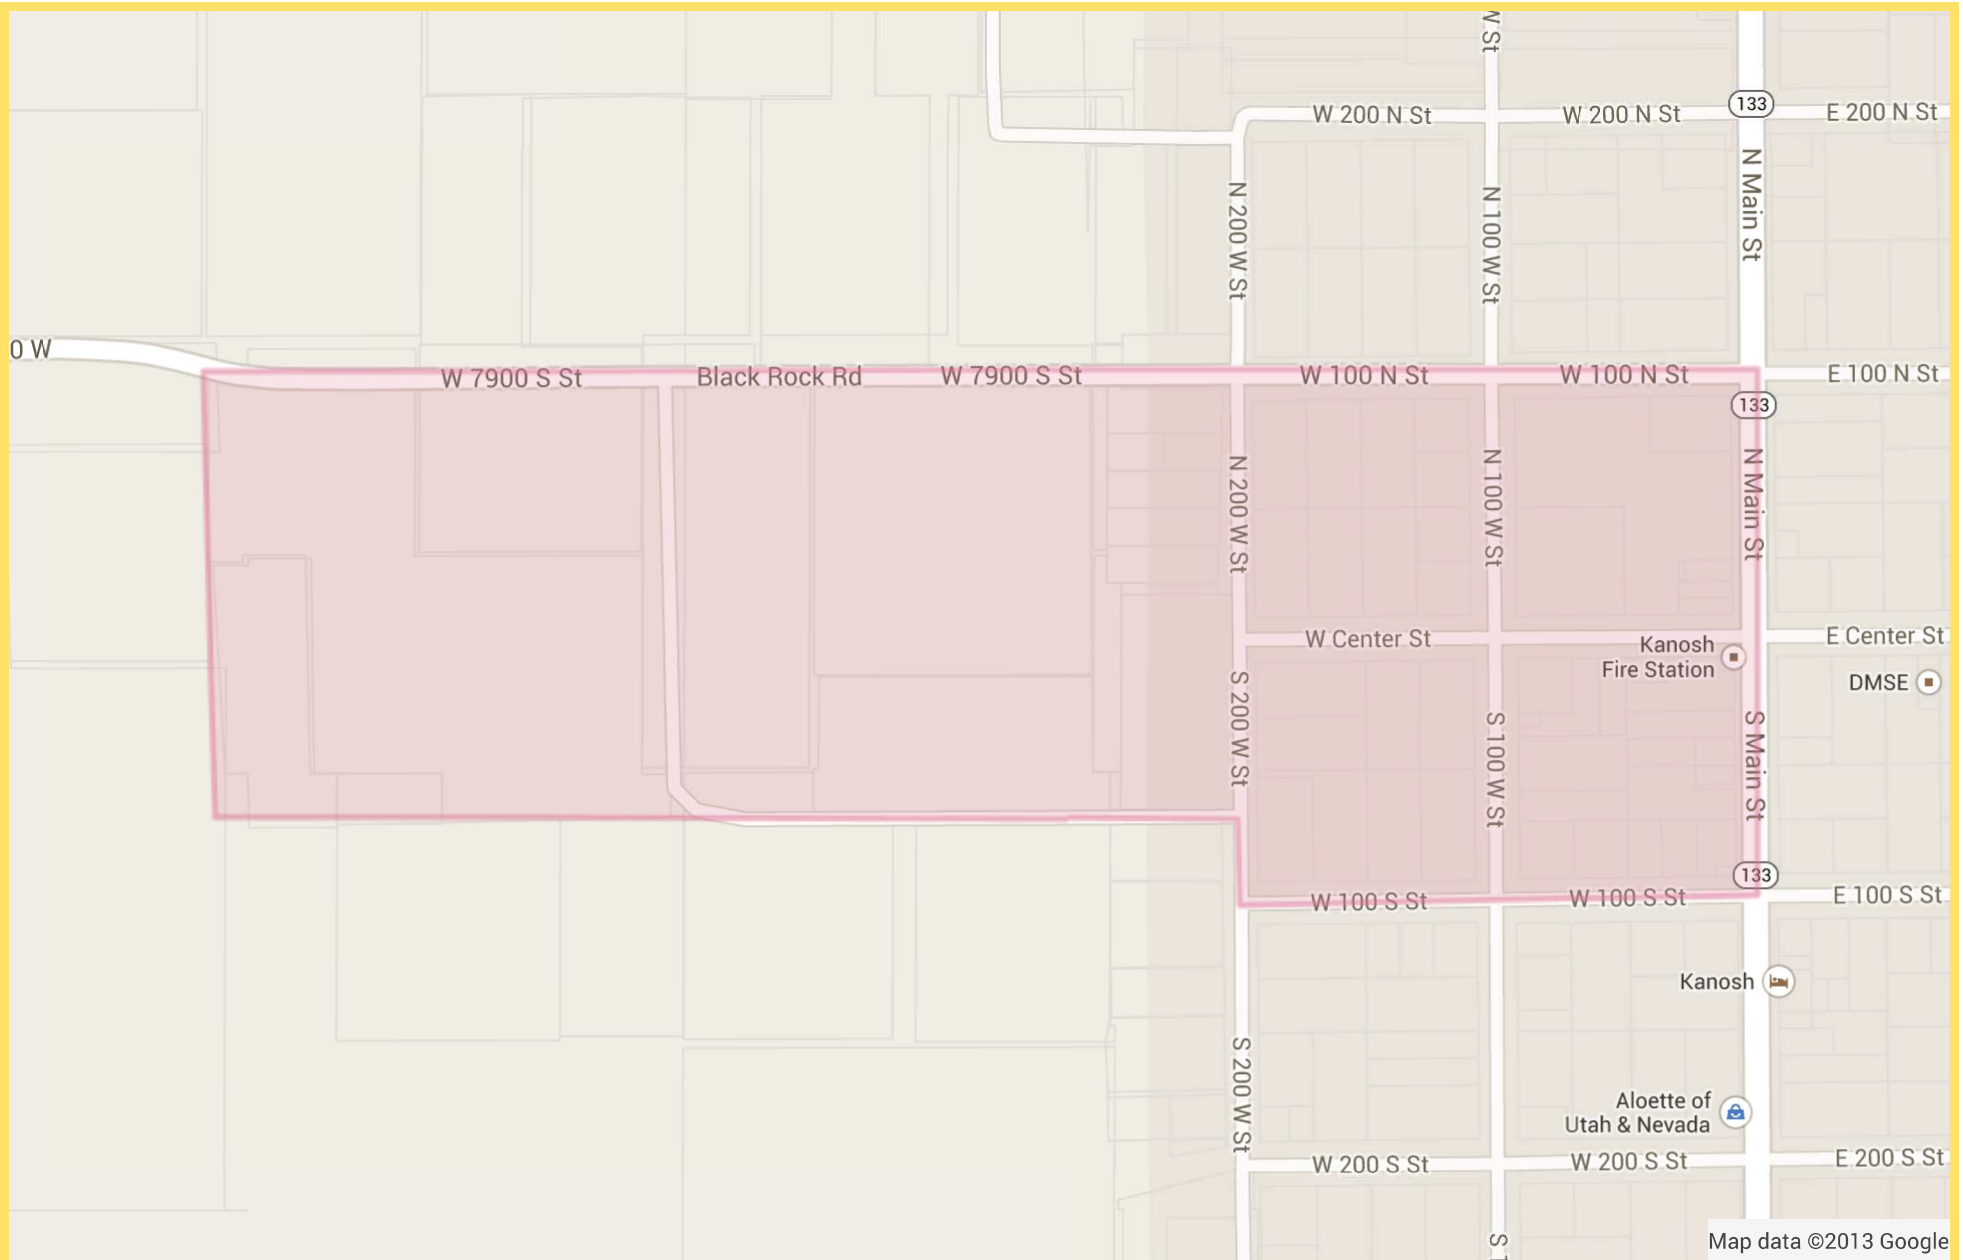 W St
133
W 200 N St
W 200 N St
E 200 N St
N Main St
N 200 W St
N 100 W St
0 W
W 7900 S St
Black Rock Rd
W 7900 S St
W 100 N St
W 100 N St
E 100 N St
133
N 200 W St
N 100 W St
N Main St
W Center St
Kanosh
Fire Station
E Center St
DMSE
S 200 W St
S 100 W St
S Main St
133
W 100 S St
W 100 S St
E 100 S St
Kanosh
S 200 W St
Aloette of
Utah & Nevada
W 200 S St
W 200 S St
E 200 S St
S 1
Map data ©2013 Google